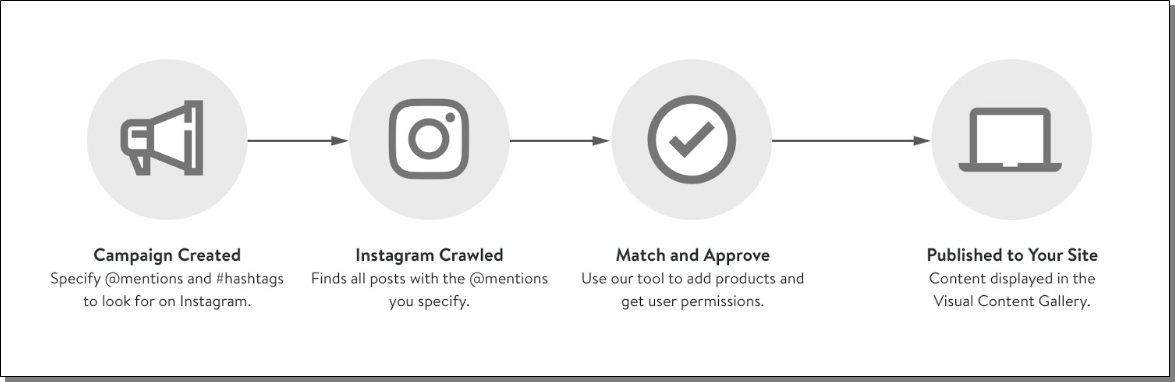 Campaign Created
Specify @mentions and #hashtags
to look for on Instagram.
Instagram Crawled
Finds all posts with the @mentions
you specify.
Match and Approve
Use our tool to add products and
get user permissions.
Published to Your Site
Content displayed in the
Visual Content Gallery.